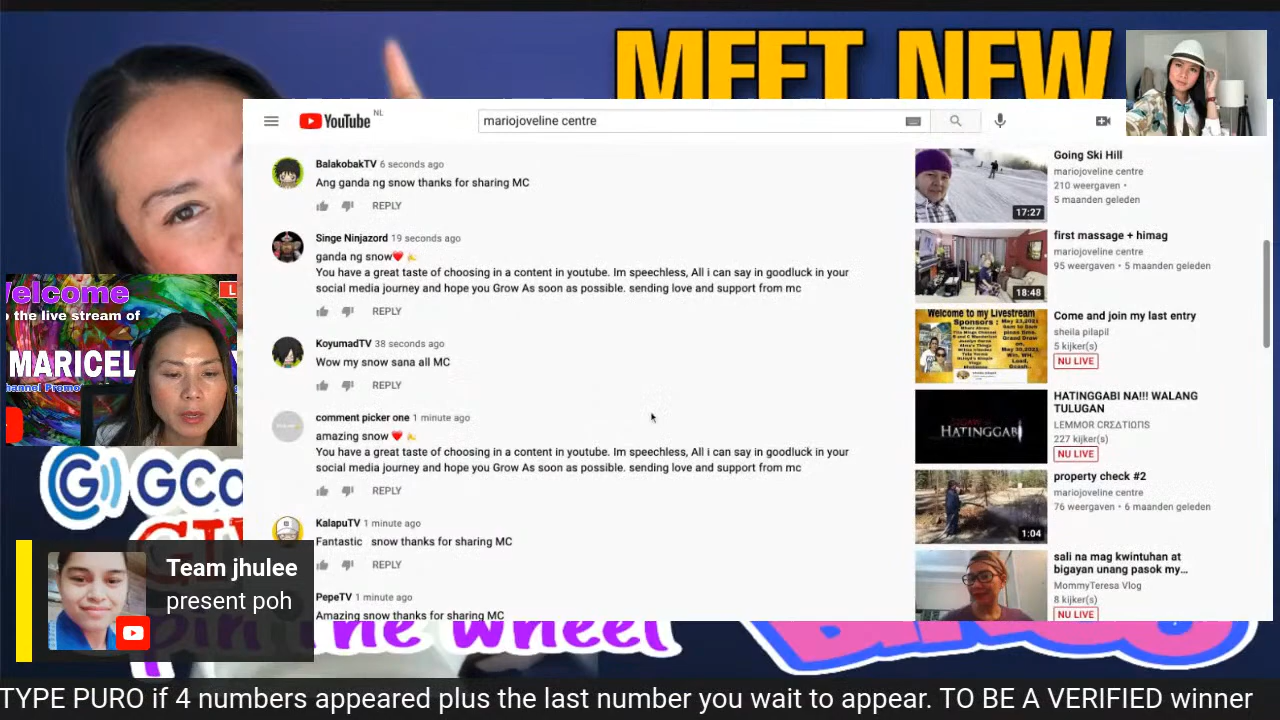 MEET NEW
YouTube NL
mariojoveline centre
BalakobakTV 6 seconds ago
Ang ganda ng snow thanks for sharing MC
REPLY
Singe Ninjazord 19 seconds ago
ganda ng snow❤️
You have a great taste of choosing in a content in youtube. Im speechless, All i can say in goodluck in your
social media journey and hope you Grow As soon as possible. sending love and support from mc
REPLY
KoyumadTV 38 seconds ago
Wow my snow sana all MC
REPLY
comment picker one 1 minute ago
amazing snow ❤️
You have a great taste of choosing in a content in youtube. Im speechless, All i can say in goodluck in your
social media journey and hope you Grow As soon as possible. sending love and support from mc
REPLY
KalapuTV 1 minute ago
Fantastic snow thanks for sharing MC
REPLY
PepeTV 1 minute ago
Amazing snow thanks for sharing MC
Going Ski Hill
mariojoveline centre
210 weergaven •
5 maanden geleden
17:27
first massage + himag
mariojoveline centre
95 weergaven • 5 maanden geleden
18:48
Come and join my last entry
sheila pilapil
5 kijker(s)
NU LIVE
Welcome to my Livestream
Sponsors :
HATINGGABI NA!!! WALANG
TULUGAN
LEMMOR CRΣΔTIΩΠS
227 kijker(s)
NU LIVE
HATINGGABI
property check #2
mariojoveline centre
76 weergaven • 6 maanden geleden
1:04
sali na mag kwintuhan at
bigayan unang pasok my...
MommyTeresa Vlog
8 kijker(s)
NU LIVE
Welcome
o the live stream of
MARICEL
hannel Promo
L
GCa
Team jhulee
present poh
the wheel
TYPE PURO if 4 numbers appeared plus the last number you wait to appear. TO BE A VERIFIED winner